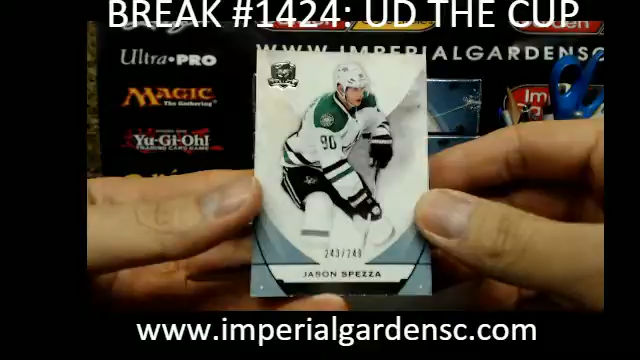 BREAK #1424: UD THE CUP
ULTRA•PRO
WWW.IMPERIALGARDENSC
MAGIC
The Gathering
Yu-Gi-Oh!
TRADING CARD GAME
90
243/249
JASON SPEZZA
www.imperialgardensc.com